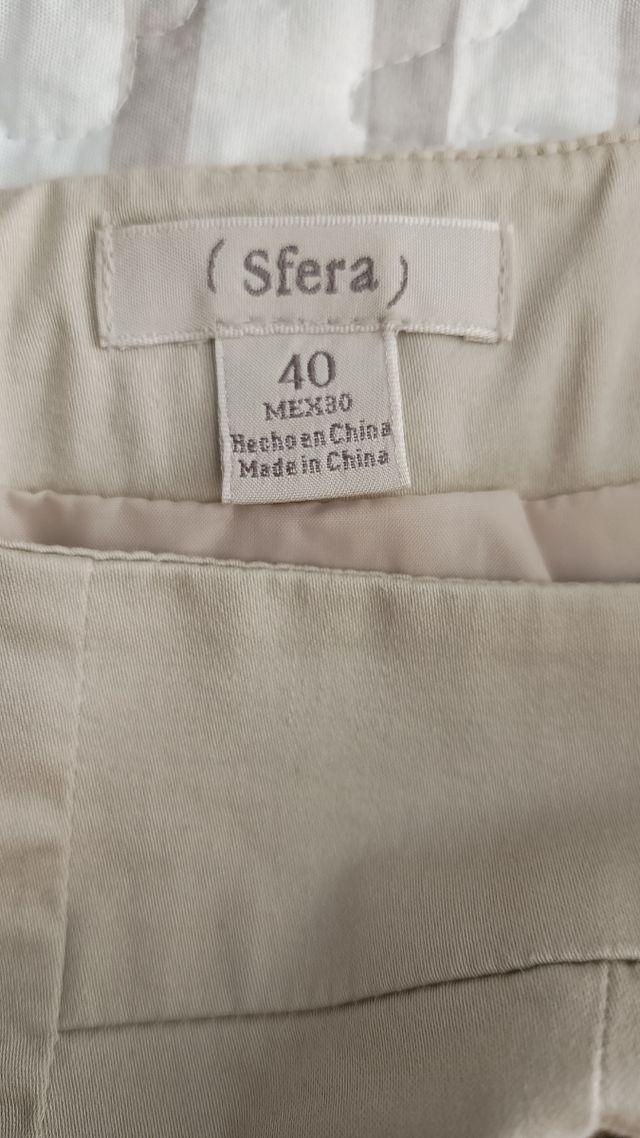 ( Sfera )
40
MEX30
Hecho en China
Made in China